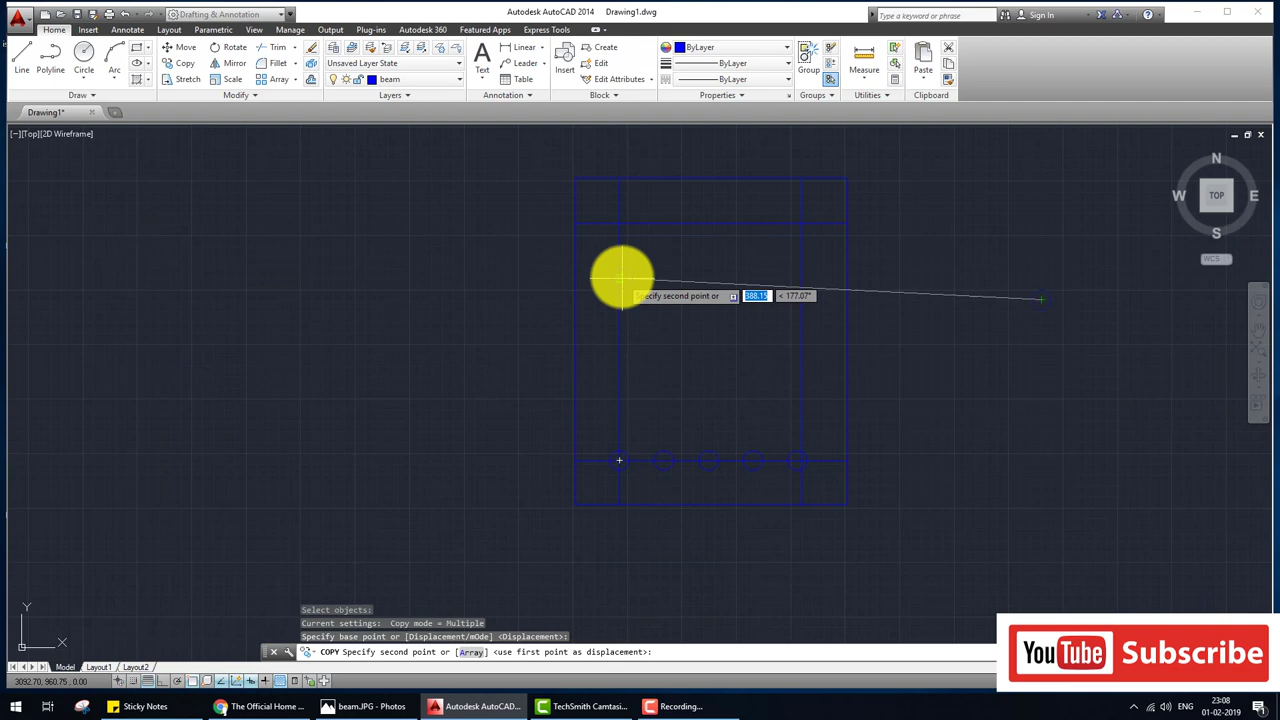 Drafting & Annotation
Autodesk AutoCAD 2014 Drawing1.dwg
Type a keyword or phrase
Sign In
Home Insert Annotate Parametric View Manage Output Plug-ins Autodesk 360 Featured Apps Express Tools
Annotate Layout
Line Polyline Circle Arc
Move Rotate Trim
Copy Mirror Fillet
Stretch Scale Array
Unsaved Layer State
beam
Text
Linear
Leader
Table
Insert
Create
Edit
Edit Attributes
ByLayer
ByLayer
ByLayer
Group
Measure
Paste
Draw Modify Layers Annotation Block Properties Groups Utilities Clipboard
Drawing1*
[−][Top][2D Wireframe]
N
W TOP E
S
WCS
Specify second point or 388.15 < 177.07°
Y
X
Select objects:
Current settings: Copy mode = Multiple
Specify base point or [Displacement/mOde] <Displacement>:
COPY Specify second point or [Array] <use first point as displacement>:
Model Layout1 Layout2
3092.70, 960.75, 0.00
YouTube Subscribe
Sticky Notes
The Official Home ...
beam.JPG - Photos
Autodesk AutoCAD...
TechSmith Camtasi...
Recording...
ENG
23:08
01-02-2019